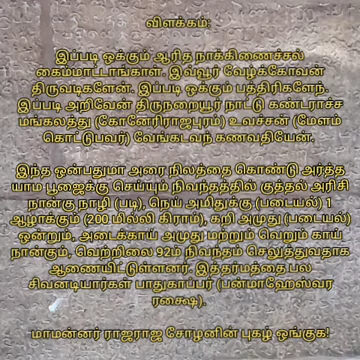 விளக்கம்:
இப்படி ஒக்கும் ஆரித நாக்கிணைச்சல்
கைம்மாட்டாங்காள. இவ்வூர் வேழ்க்கோவன்
திருவடிகளேன். இப்படி ஒக்கும் பத்திரிகளேந்.
இப்படி அறிவேன் திருநறையூர் நாட்டு கண்டராச்ச
மங்கலத்து (கோனேரிராஜபுரம்) உவச்சன் (மேளம்
கொட்டுபவர்) வேங்கடவந் கணவதியேன்.
இந்த ஒன்பதுமா அரை நிலத்தை கொண்டு அர்த்த
யாம பூஜைக்கு செய்யும் நிவந்தத்தில் குத்தல் அரிசி
நான்கு நாழி (படி), நெய் அமிதுக்கு (படையல்) 1
ஆழாக்கும் (200 மில்லி கிராம்), கறி அமுது (படையல்)
ஒன்றும், அடைக்காய் அமுது மற்றும் வெறும் காய்
நான்கும், வெற்றிலை 92ம் நிவந்தம் செலுத்துவதாக
ஆணையிட்டுள்ளனர். இத்தர்மத்தை பல
சிவனடியார்கள் பாதுகாப்பர் (பன்மாஹேஸ்வர
ரக்ஷை).
மாமன்னர் ராஜராஜ சோழனின் புகழ் ஓங்குக!